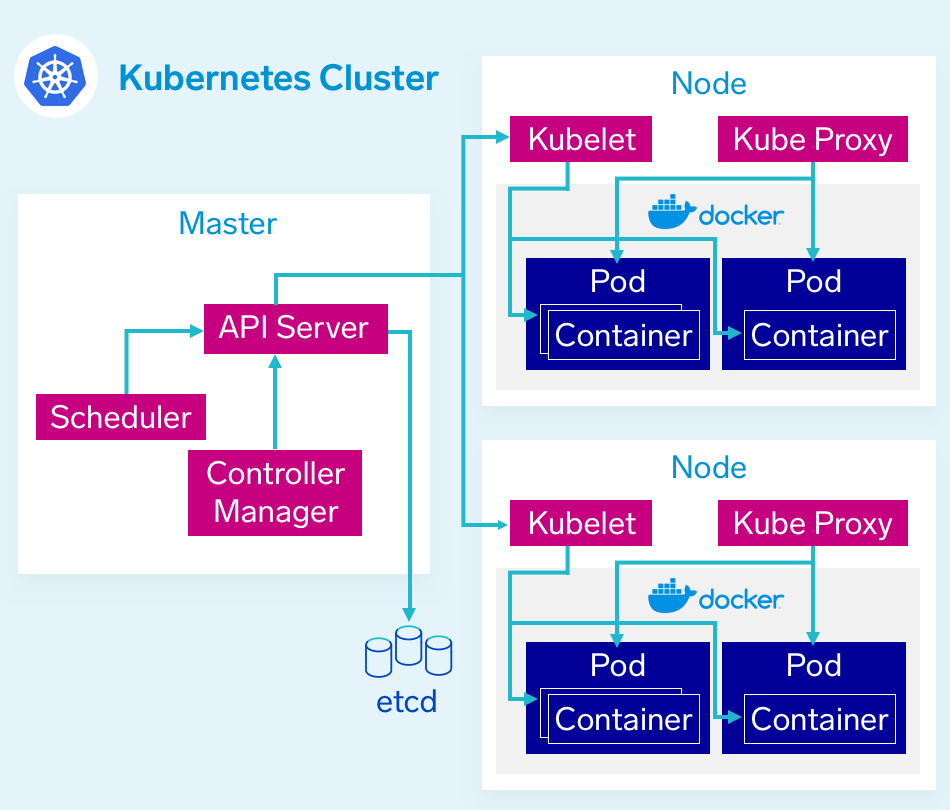 Kubernetes Cluster
Master
API Server
Scheduler
Controller
Manager
etcd
Node
Kubelet
Kube Proxy
docker
Pod
Container
Pod
Container
Node
Kubelet
Kube Proxy
docker
Pod
Container
Pod
Container